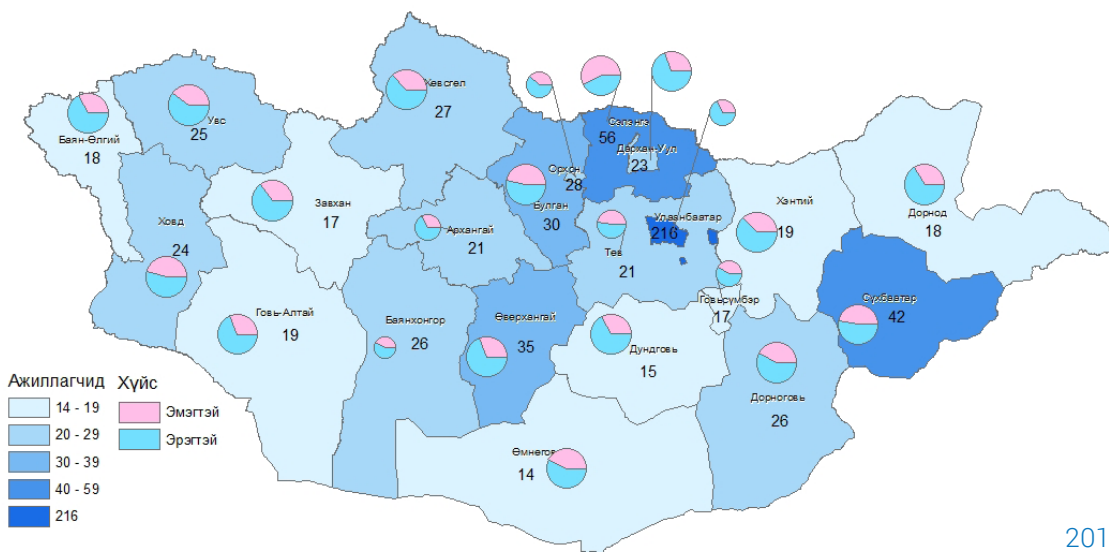 Хөвсгөл
27
Увс
25
Баян-Өлгий
18
Сэлэнгэ
56
Дархан-Уул
23
Орхон
28
Булган
30
Завхан
17
Ховд
24
Архангай
21
Улаанбаатар
216
Төв
21
Хэнтий
19
Дорнод
18
Говьсүмбэр
17
Сүхбаатар
42
Говь-Алтай
19
Баянхонгор
26
Өвөрхангай
35
Дундговь
15
Дорноговь
26
Өмнөговь
14
Ажиллагчид
14 - 19
20 - 29
30 - 39
40 - 59
216
Хүйс
Эмэгтэй
Эрэгтэй
201